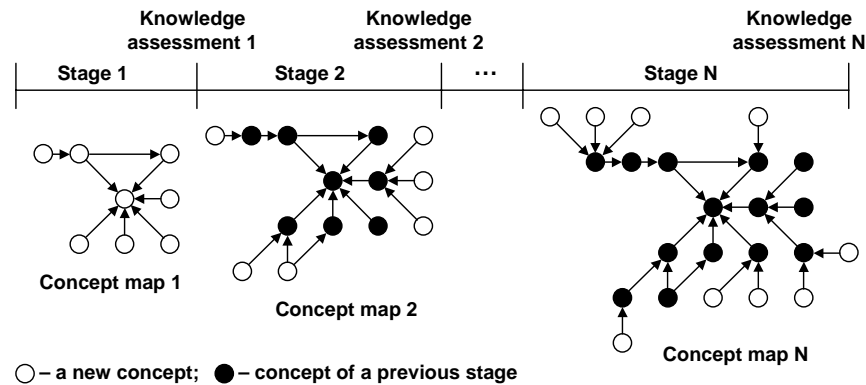 Knowledge
assessment 1
Knowledge
assessment 2
Knowledge
assessment N
Stage 1
Stage 2
...
Stage N
Concept map 1
Concept map 2
Concept map N
– a new concept;
– concept of a previous stage